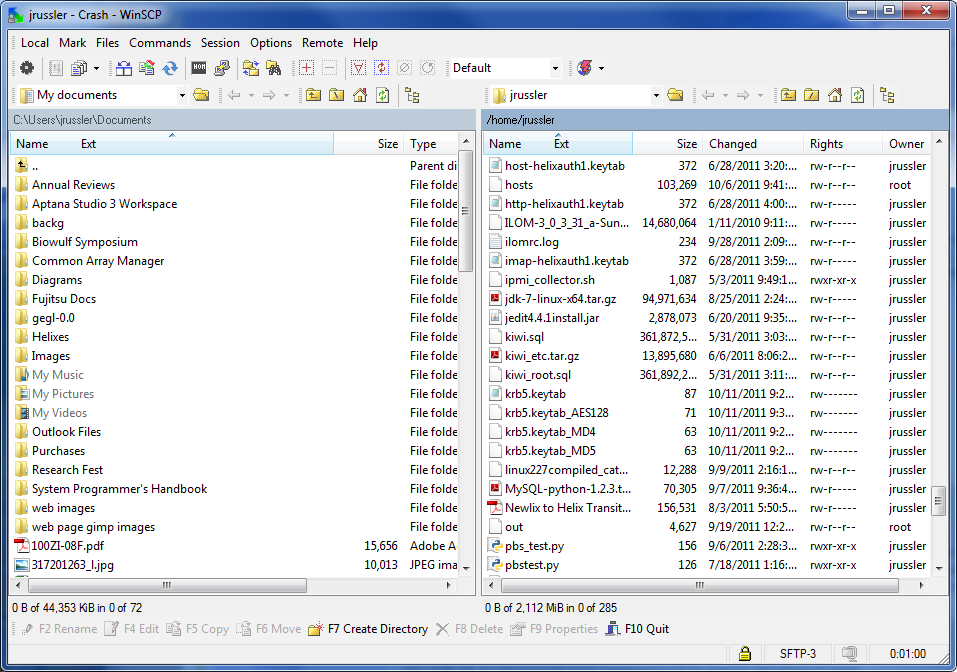 jrussler - Crash - WinSCP
Local Mark Files Commands Session Options Remote Help
Default
My documents
jrussler
C:\Users\jrussler\Documents
/home/jrussler
Name Ext Size Type
Name Ext Size Changed Rights Owner
.. Parent di
Annual Reviews File folde
Aptana Studio 3 Workspace File folde
backg File folde
Biowulf Symposium File folde
Common Array Manager File folde
Diagrams File folde
Fujitsu Docs File folde
gegl-0.0 File folde
Helixes File folde
Images File folde
My Music File folde
My Pictures File folde
My Videos File folde
Outlook Files File folde
Purchases File folde
Research Fest File folde
System Programmer's Handbook File folde
web images File folde
web page gimp images File folde
100ZI-08F.pdf 15,656 Adobe A
317201263_l.jpg 10,013 JPEG ima
host-helixauth1.keytab 372 6/28/2011 3:20:... rw-r--r-- jrussler
hosts 103,269 10/6/2011 9:41:... rw-r--r-- root
http-helixauth1.keytab 372 6/28/2011 4:00:... rw-r----- jrussler
ILOM-3_0_3_31_a-Sun... 14,680,064 1/11/2010 9:11:... rw-r----- jrussler
ilomrc.log 234 9/28/2011 2:09:... rw-r--r-- jrussler
imap-helixauth1.keytab 372 6/28/2011 3:59:... rw-r----- jrussler
ipmi_collector.sh 1,087 5/3/2011 9:49:1... rwxr-xr-x jrussler
jdk-7-linux-x64.tar.gz 94,971,634 8/25/2011 2:24:... rw-r----- jrussler
jedit4.4.1install.jar 2,878,073 6/20/2011 9:35:... rw-r--r-- jrussler
kiwi.sql 361,872,5... 5/31/2011 3:03:... rw-r--r-- jrussler
kiwi_etc.tar.gz 13,895,680 6/6/2011 8:06:2... rw-r--r-- jrussler
kiwi_root.sql 361,892,2... 5/31/2011 3:11:... rw-r--r-- jrussler
krb5.keytab 87 10/11/2011 9:2... rw------- jrussler
krb5.keytab_AES128 71 10/11/2011 9:3... rw------- jrussler
krb5.keytab_MD4 63 10/11/2011 9:2... rw------- jrussler
krb5.keytab_MD5 63 10/11/2011 9:2... rw------- jrussler
linux227compiled_cat... 12,288 9/9/2011 2:16:1... rw-r--r-- jrussler
MySQL-python-1.2.3.t... 70,305 9/7/2011 9:36:4... rw-r----- jrussler
Newlix to Helix Transit... 156,531 8/3/2011 5:50:5... rw-r----- jrussler
out 4,627 9/19/2011 12:2... rw-r--r-- root
pbs_test.py 156 9/6/2011 2:28:3... rwxr-xr-x jrussler
pbstest.py 126 7/18/2011 1:16:... rwxr-xr-x jrussler
0 B of 44,353 KiB in 0 of 72
0 B of 2,112 MiB in 0 of 285
F2 Rename F4 Edit F5 Copy F6 Move F7 Create Directory F8 Delete F9 Properties F10 Quit
SFTP-3 0:01:00